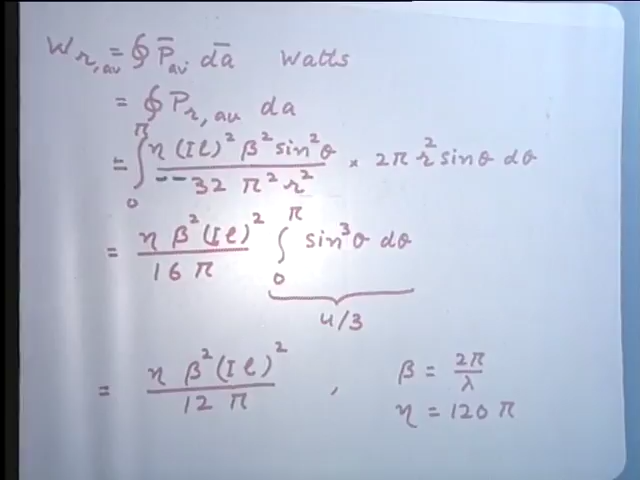 W_{r,av} = ∮ P̄_{av} · dā   Watts
= ∮ P_{r,av} da
= ∫_0^π η (Il)² β² sin²θ / 32 π² r² × 2π r² sinθ dθ
= η β² (Il)² / 16 π ∫_0^π sin³θ dθ
4/3
= η β² (Il)² / 12 π , β = 2π / λ
η = 120 π